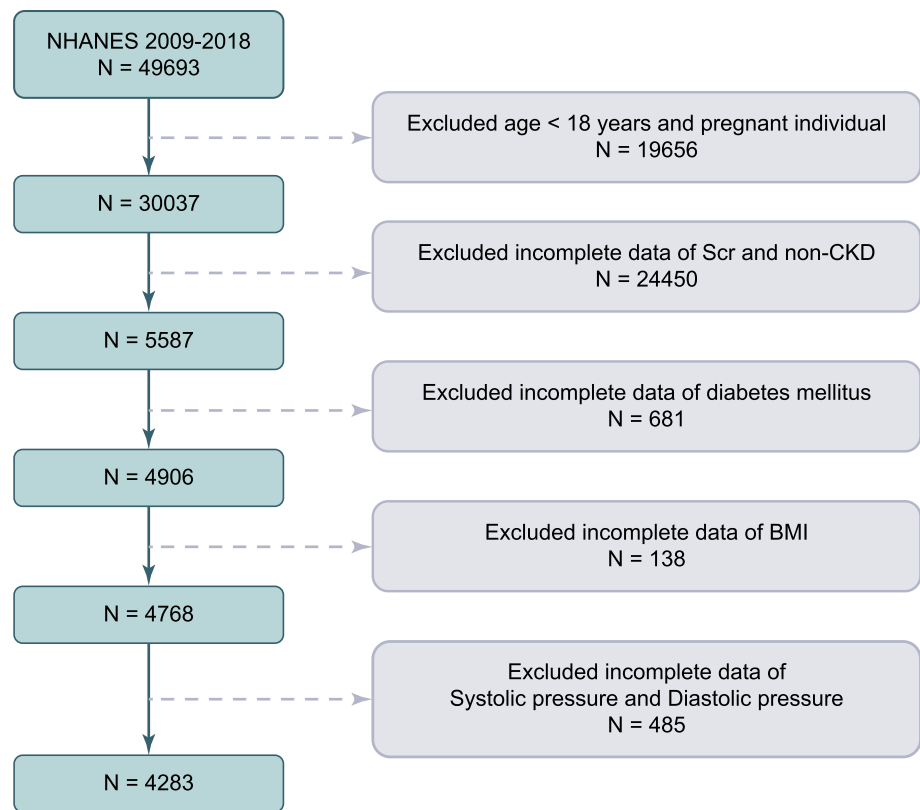 NHANES 2009-2018
N = 49693
Excluded age < 18 years and pregnant individual
N = 19656
N = 30037
Excluded incomplete data of Scr and non-CKD
N = 24450
N = 5587
Excluded incomplete data of diabetes mellitus
N = 681
N = 4906
Excluded incomplete data of BMI
N = 138
N = 4768
Excluded incomplete data of
Systolic pressure and Diastolic pressure
N = 485
N = 4283